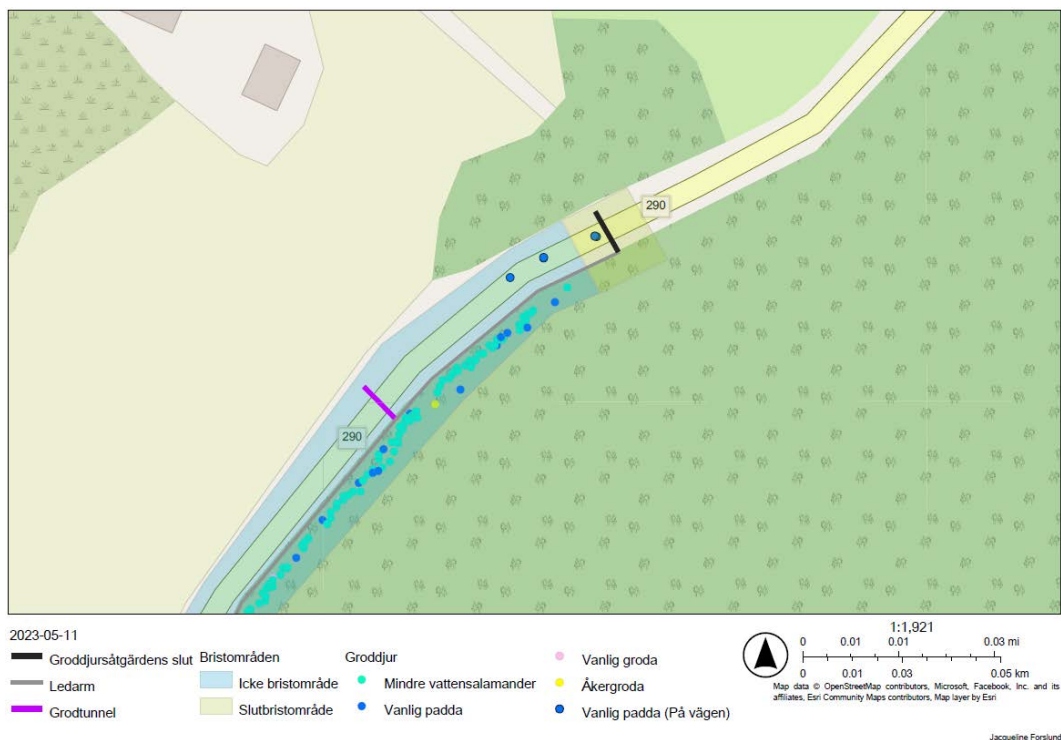 290
290
2023-05-11
Groddjursåtgärdens slut
Ledarm
Grodtunnel
Bristområden
Icke bristområde
Slutbristområde
Groddjur
Mindre vattensalamander
Vanlig padda
Vanlig groda
Åkergroda
Vanlig padda (På vägen)
1:1,921
0 0.01 0.01 0.03 mi
0 0.01 0.03 0.05 km
Map data © OpenStreetMap contributors, Microsoft, Facebook, Inc. and its
affiliates, Esri Community Maps contributors, Map layer by Esri
Jacqueline Forslund